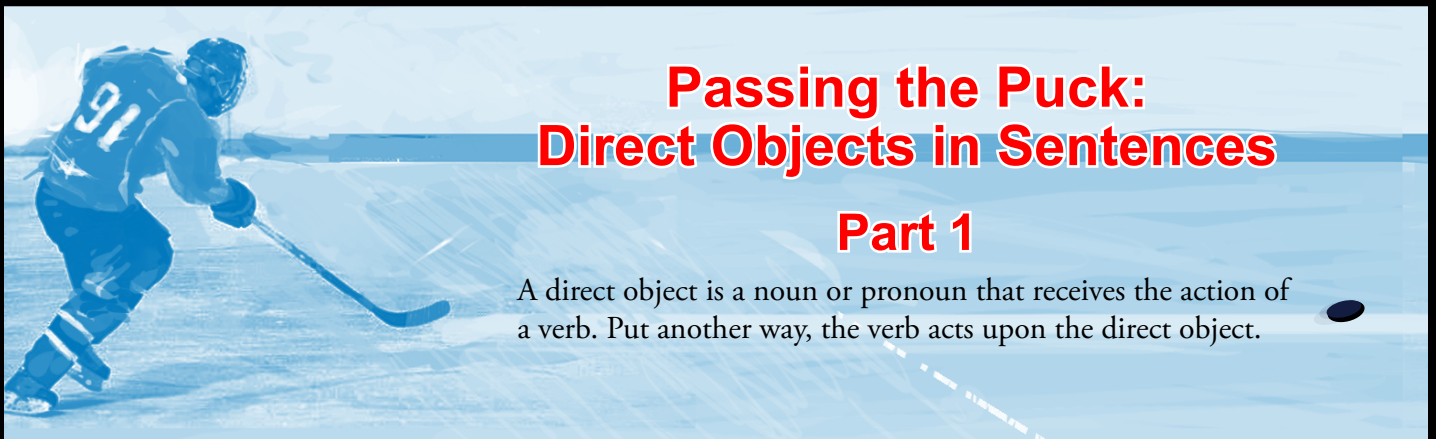 91
Passing the Puck:
Direct Objects in Sentences
Part 1
A direct object is a noun or pronoun that receives the action of
a verb. Put another way, the verb acts upon the direct object.